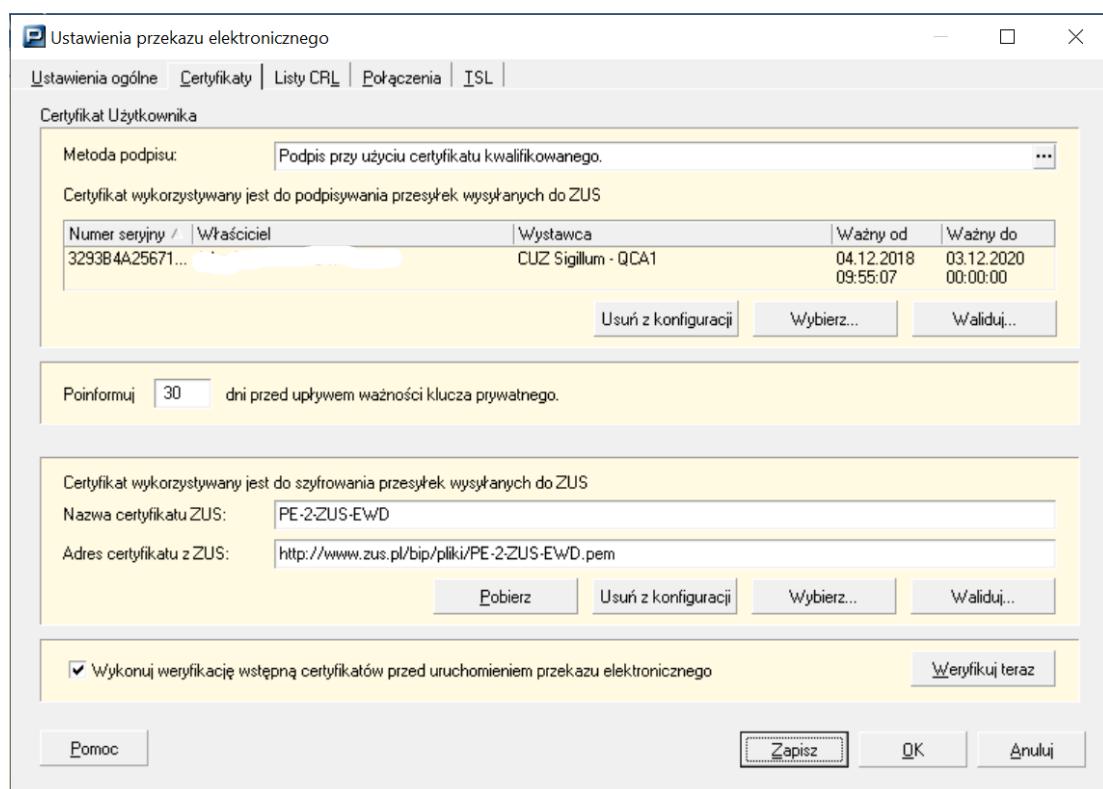 Ustawienia przekazu elektronicznego
Ustawienia ogólne Certyfikaty Listy CRL Połączenia TSL
Certyfikat Użytkownika
Metoda podpisu: Podpis przy użyciu certyfikatu kwalifikowanego. ...
Certyfikat wykorzystywany jest do podpisywania przesyłek wysyłanych do ZUS
Numer seryjny Właściciel Wystawca Ważny od Ważny do
3293B4A25671... CUZ Sigillum - QCA1 04.12.2018 03.12.2020
09:55:07 00:00:00
Usuń z konfiguracji Wybierz... Waliduj...
Poinformuj 30 dni przed upływem ważności klucza prywatnego.
Certyfikat wykorzystywany jest do szyfrowania przesyłek wysyłanych do ZUS
Nazwa certyfikatu ZUS: PE-2-ZUS-EWD
Adres certyfikatu z ZUS: http://www.zus.pl/bip/pliki/PE-2-ZUS-EWD.pem
Pobierz Usuń z konfiguracji Wybierz... Waliduj...
Wykonuj weryfikację wstępną certyfikatów przed uruchomieniem przekazu elektronicznego Weryfikuj teraz
Pomoc Zapisz OK Anuluj